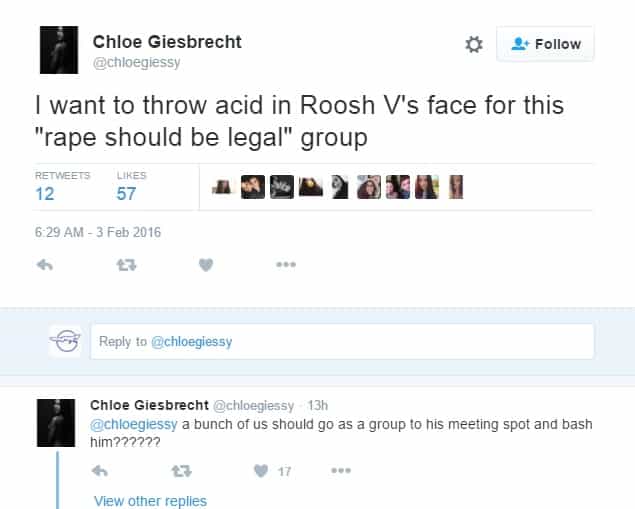 Chloe Giesbrecht
@chloegiessy
Follow
I want to throw acid in Roosh V's face for this
"rape should be legal" group
RETWEETS LIKES
12 57
6:29 AM - 3 Feb 2016
Reply to @chloegiessy
Chloe Giesbrecht @chloegiessy · 13h
@chloegiessy a bunch of us should go as a group to his meeting spot and bash
him??????
17
View other replies